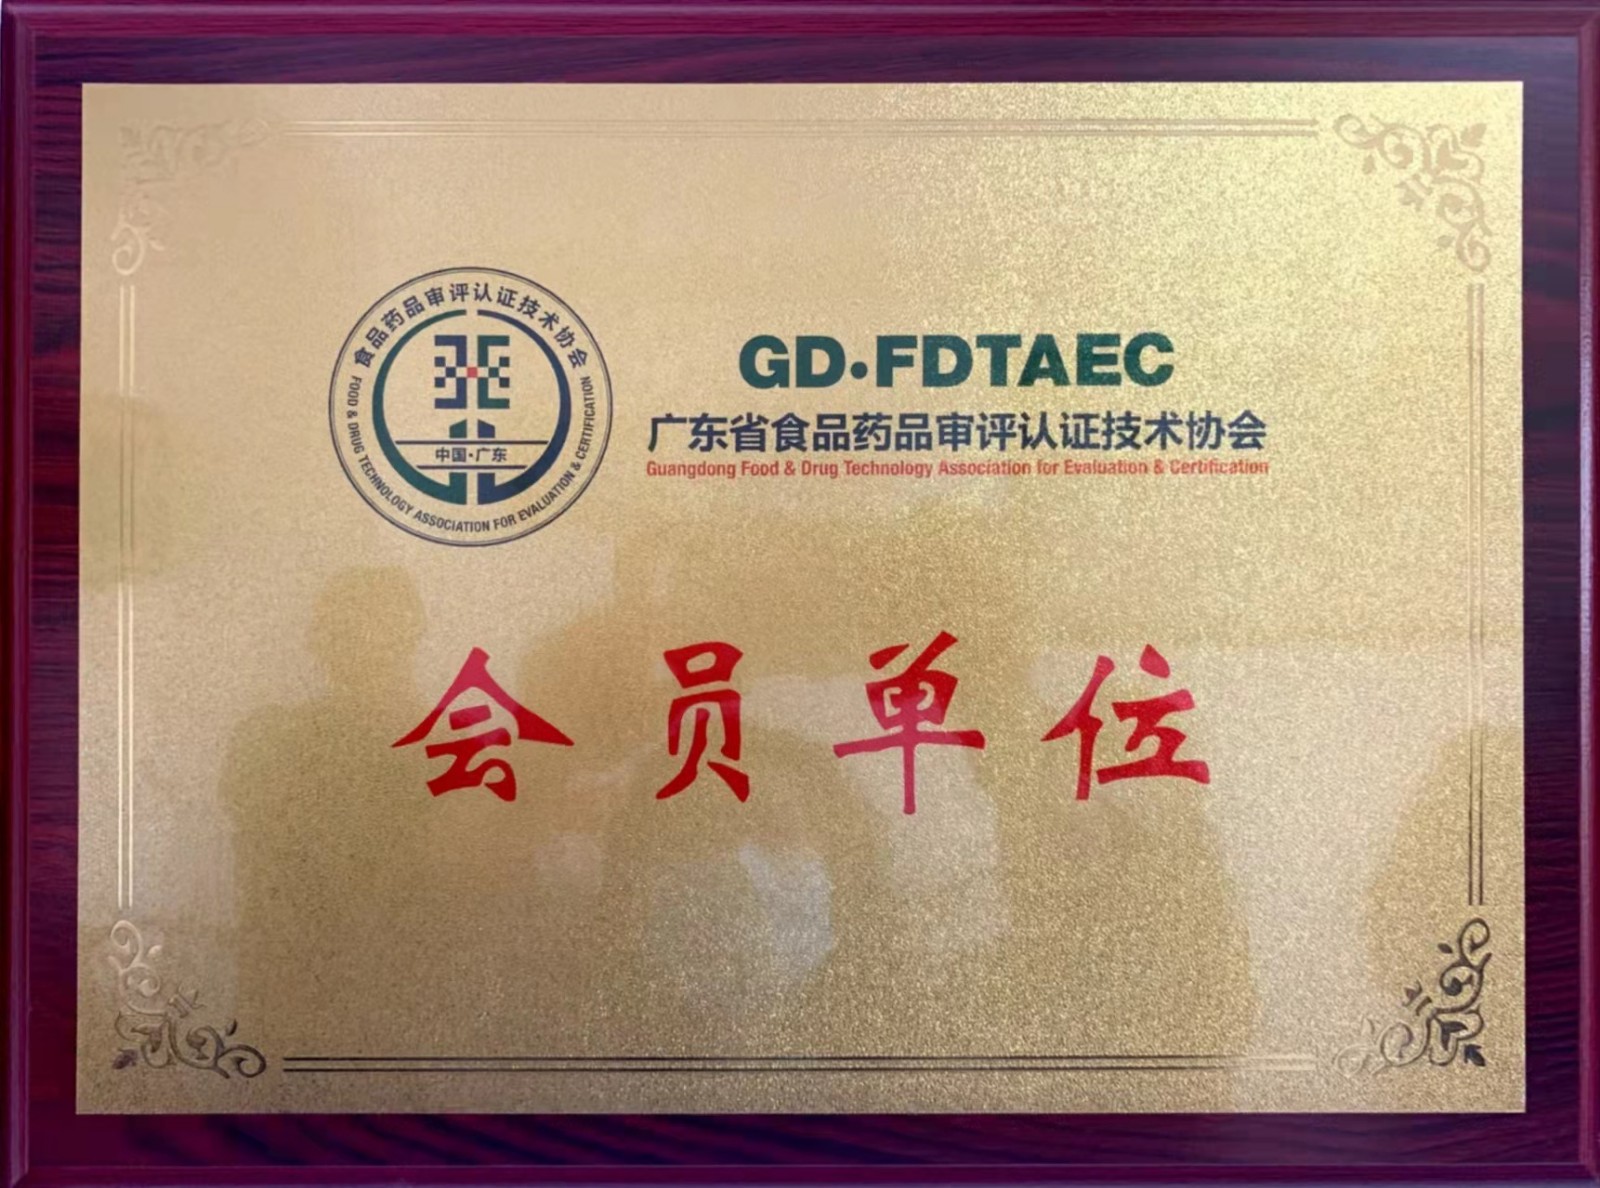 食品药品审评认证技术协会
中国·广东
FOOD & DRUG TECHNOLOGY ASSOCIATION FOR EVALUATION & CERTIFICATION
GD·FDTAEC
广东省食品药品审评认证技术协会
Guangdong Food & Drug Technology Association for Evaluation & Certification
会员单位